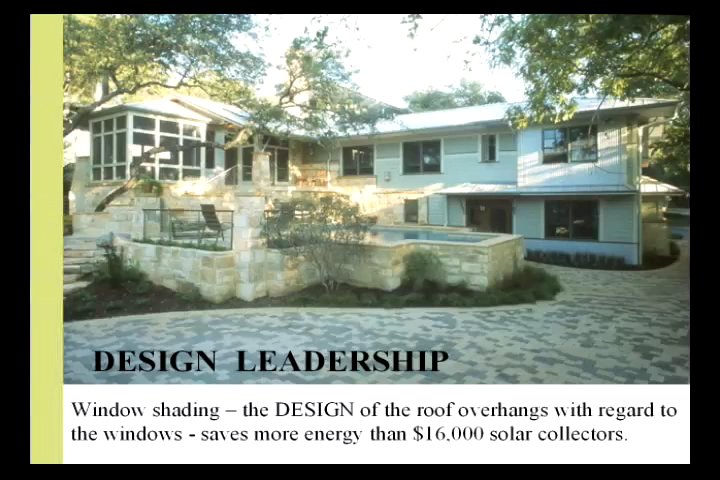 DESIGN LEADERSHIP
Window shading – the DESIGN of the roof overhangs with regard to
the windows - saves more energy than $16,000 solar collectors.